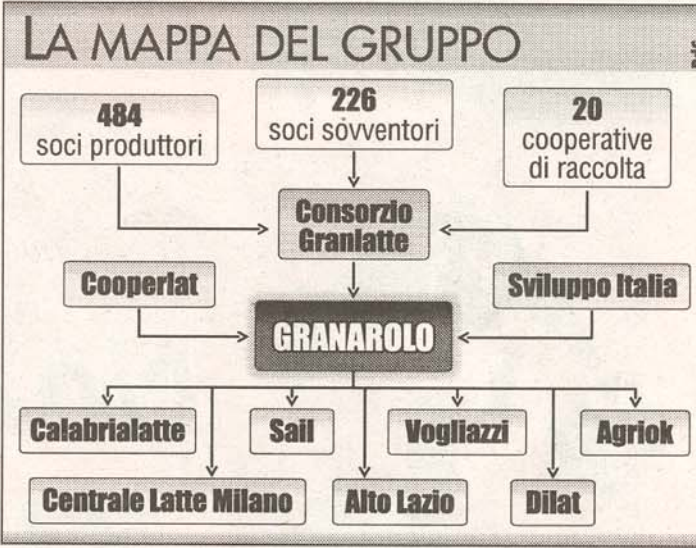 LA MAPPA DEL GRUPPO
484
soci produttori
226
soci sovventori
20
cooperative
di raccolta
Consorzio
Granlatte
Cooperlat
Sviluppo Italia
GRANAROLO
Calabrialatte
Sail
Vogliazzi
Agriok
Centrale Latte Milano
Alto Lazio
Dilat